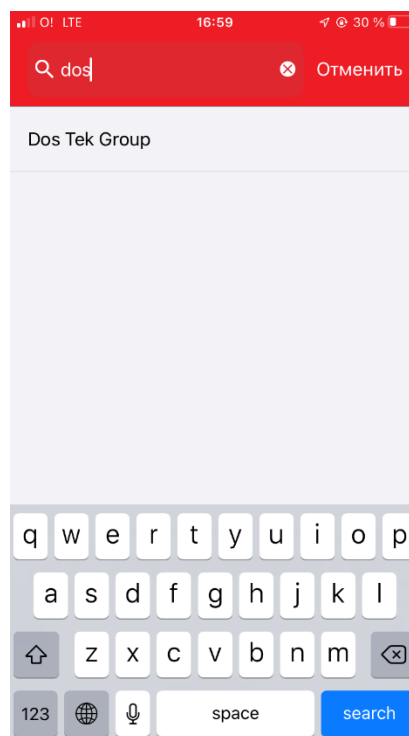 O! LTE 16:59 30 %
dos Отменить
Dos Tek Group
q w e r t y u i o p
a s d f g h j k l
z x c v b n m
123 space search